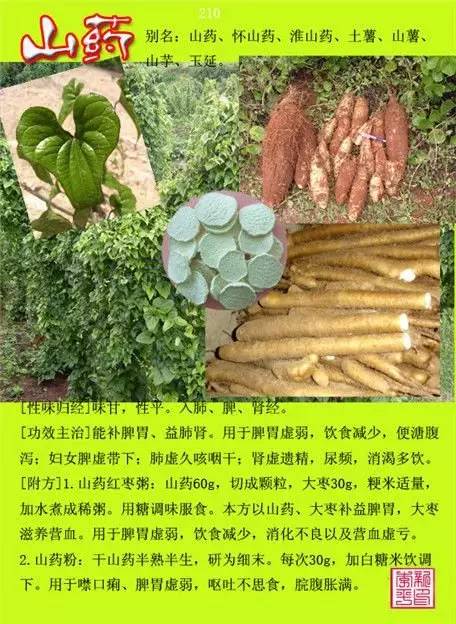 210
山药
别名：山药、怀山药、淮山药、土薯、山薯、
山芋、玉延。
[性味归经]味甘，性平。入肺、脾、肾经。
[功效主治]能补脾胃、益肺肾。用于脾胃虚弱，饮食减少，便溏腹
泻；妇女脾虚带下；肺虚久咳咽干；肾虚遗精，尿频，消渴多饮。
[附方]1.山药红枣粥；山药60g，切成颗粒，大枣30g，粳米适量，
加水煮成稀粥。用糖调味服食。本方以山药、大枣补益脾胃，大枣
滋养营血。用于脾胃虚弱，饮食减少，消化不良以及营血虚亏。
2.山药粉：干山药半熟半生，研为细末。每次30g，加白糖米饮调
下。用于噤口痢、脾胃虚弱，呕吐不思食，脘腹胀满。